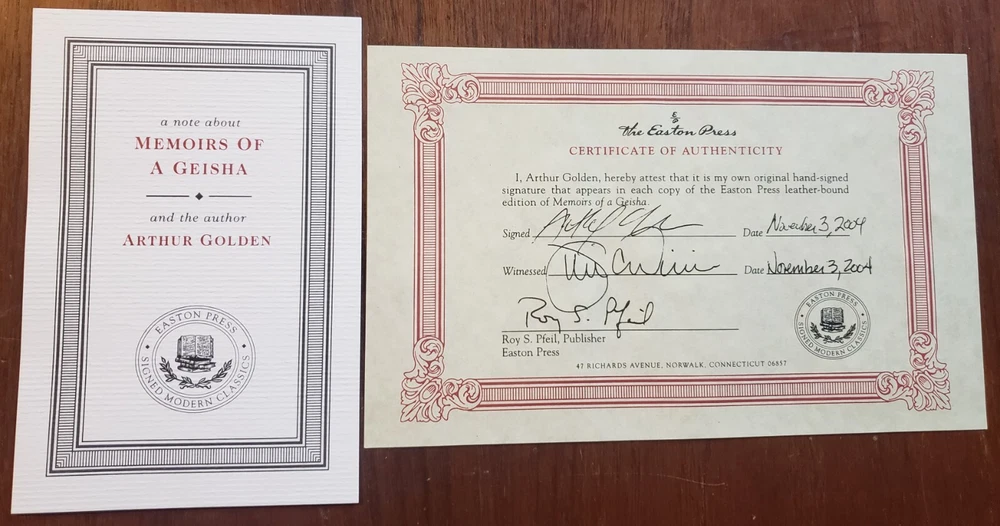 a note about
MEMOIRS OF
A GEISHA
and the author
ARTHUR GOLDEN
EASTON PRESS
SIGNED MODERN CLASSICS
The Easton Press
CERTIFICATE OF AUTHENTICITY
I, Arthur Golden, hereby attest that it is my own original hand-signed
signature that appears in each copy of the Easton Press leather-bound
edition of Memoirs of a Geisha.
Signed Date November 3, 2004
Witnessed Date November 3, 2004
Roy S. Pfeil
Roy S. Pfeil, Publisher
Easton Press
EASTON PRESS
SIGNED MODERN CLASSICS
47 RICHARDS AVENUE, NORWALK, CONNECTICUT 06857